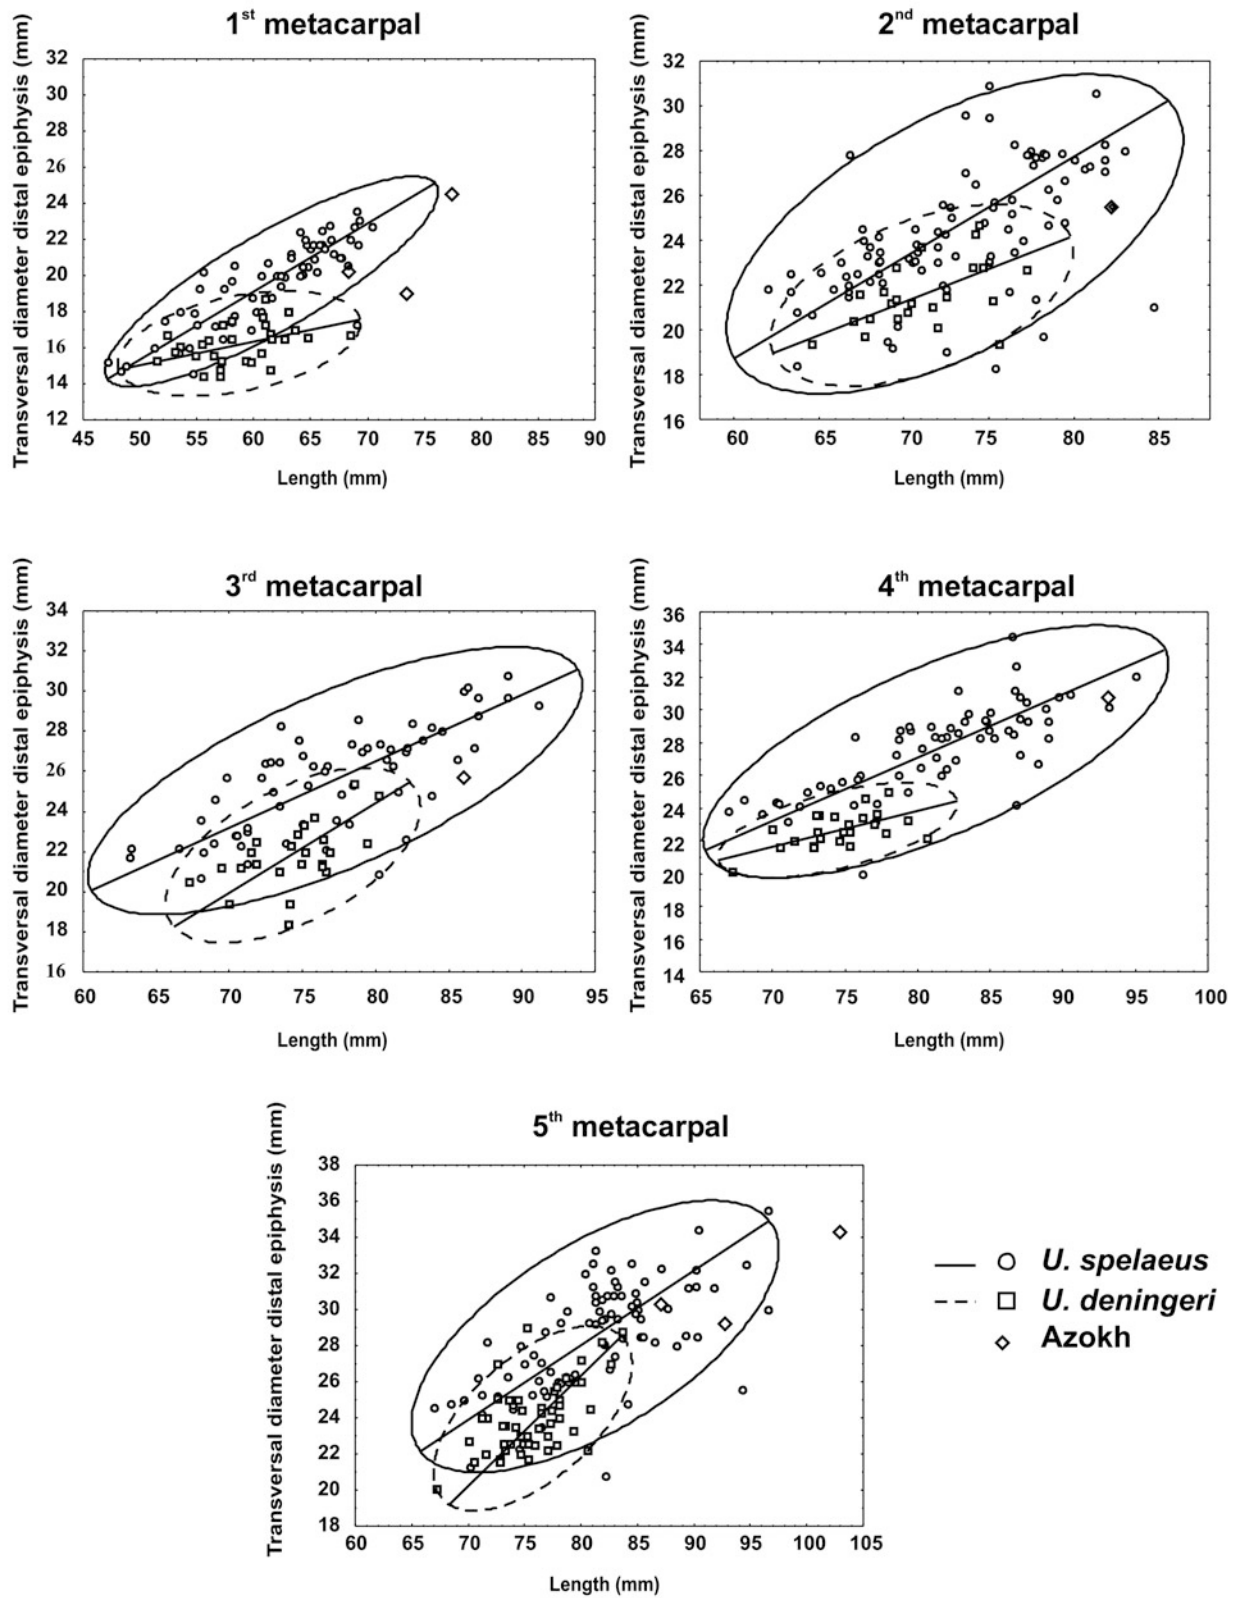 1st metacarpal
Transversal diameter distal epiphysis (mm)
32
30
28
26
24
22
20
18
16
14
12
45 50 55 60 65 70 75 80 85 90
Length (mm)
2nd metacarpal
Transversal diameter distal epiphysis (mm)
32
30
28
26
24
22
20
18
16
60 65 70 75 80 85
Length (mm)
3rd metacarpal
Transversal diameter distal epiphysis (mm)
34
32
30
28
26
24
22
20
18
16
60 65 70 75 80 85 90 95
Length (mm)
4th metacarpal
Transversal diameter distal epiphysis (mm)
36
34
32
30
28
26
24
22
20
18
16
14
65 70 75 80 85 90 95 100
Length (mm)
5th metacarpal
Transversal diameter distal epiphysis (mm)
38
36
34
32
30
28
26
24
22
20
18
60 65 70 75 80 85 90 95 100 105
Length (mm)
U. spelaeus
U. deningeri
Azokh